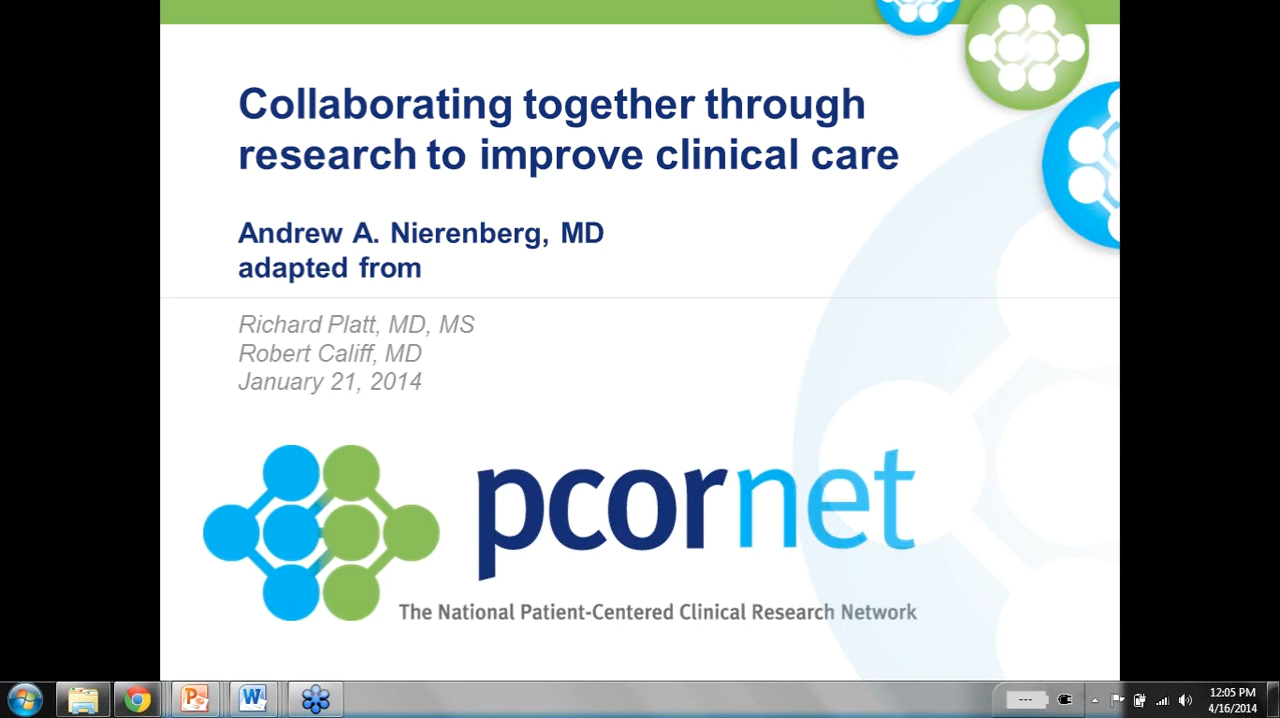 Collaborating together through
research to improve clinical care
Andrew A. Nierenberg, MD
adapted from
Richard Platt, MD, MS
Robert Califf, MD
January 21, 2014
pcornet
The National Patient-Centered Clinical Research Network
P
W
---
12:05 PM
4/16/2014